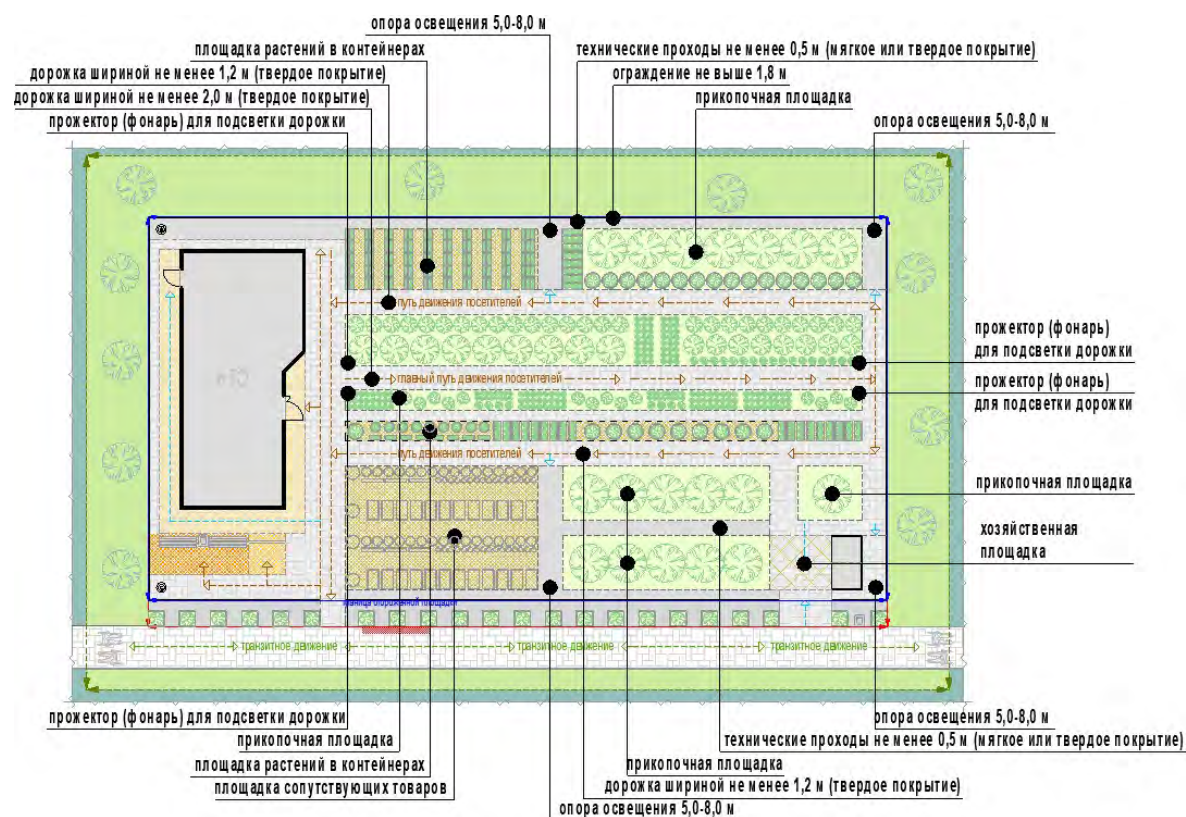 опора освещения 5,0-8,0 м
площадка растений в контейнерах
технические проходы не менее 0,5 м (мягкое или твердое покрытие)
дорожка шириной не менее 1,2 м (твердое покрытие)
ограждение не выше 1,8 м
дорожка шириной не менее 2,0 м (твердое покрытие)
прикопочная площадка
прожектор (фонарь) для подсветки дорожки
опора освещения 5,0-8,0 м
путь движения посетителей
прожектор (фонарь)
для подсветки дорожки
главный путь движения посетителей
прожектор (фонарь)
для подсветки дорожки
путь движения посетителей
прикопочная площадка
хозяйственная
площадка
граница огороженной площадки
транзитное движение
транзитное движение
транзитное движение
прожектор (фонарь) для подсветки дорожки
опора освещения 5,0-8,0 м
прикопочная площадка
технические проходы не менее 0,5 м (мягкое или твердое покрытие)
площадка растений в контейнерах
прикопочная площадка
площадка сопутствующих товаров
дорожка шириной не менее 1,2 м (твердое покрытие)
опора освещения 5,0-8,0 м